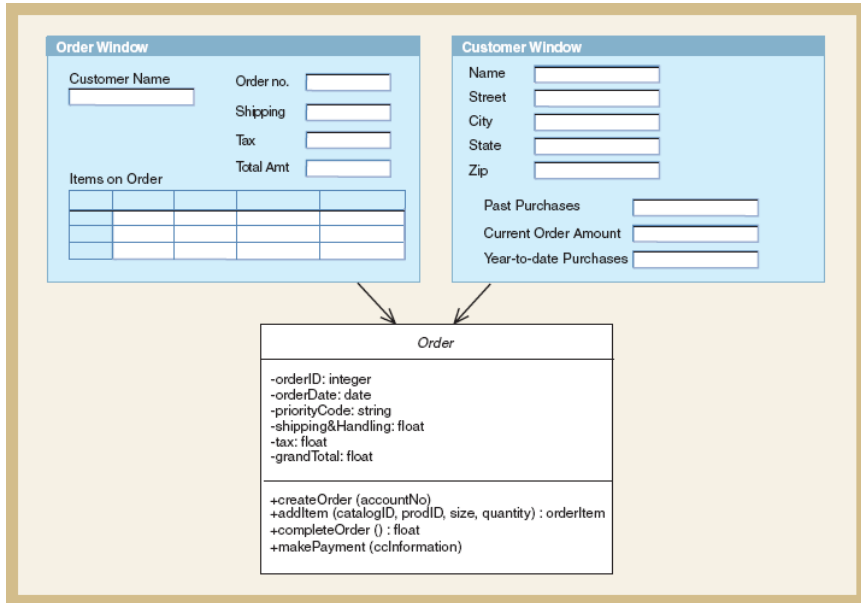 Order Window
Customer Name
Order no.
Shipping
Tax
Total Amt
Items on Order
Customer Window
Name
Street
City
State
Zip
Past Purchases
Current Order Amount
Year-to-date Purchases
Order
-orderID: integer
-orderDate: date
-priorityCode: string
-shipping&Handling: float
-tax: float
-grandTotal: float
+createOrder (accountNo)
+addItem (catalogID, prodID, size, quantity) : orderItem
+completeOrder () : float
+makePayment (ccInformation)